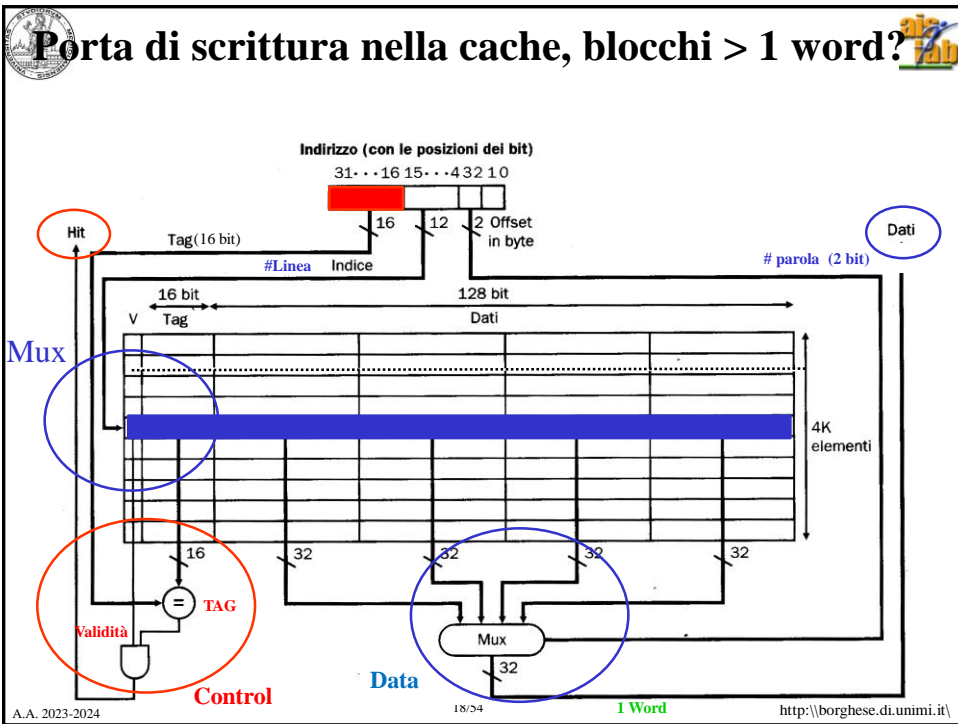 Porta di scrittura nella cache, blocchi > 1 word?
Indirizzo (con le posizioni dei bit)
31···16 15···4 3 2 1 0
16 12 2 Offset in byte
Hit
Tag(16 bit)
#Linea Indice
# parola (2 bit)
Dati
16 bit 128 bit
V Tag Dati
Mux
4K
elementi
16 32 32 32 32
= TAG
Validità
Mux
32
Control Data
1 Word
A.A. 2023-2024 18/54 http:\\borghese.di.unimi.it\